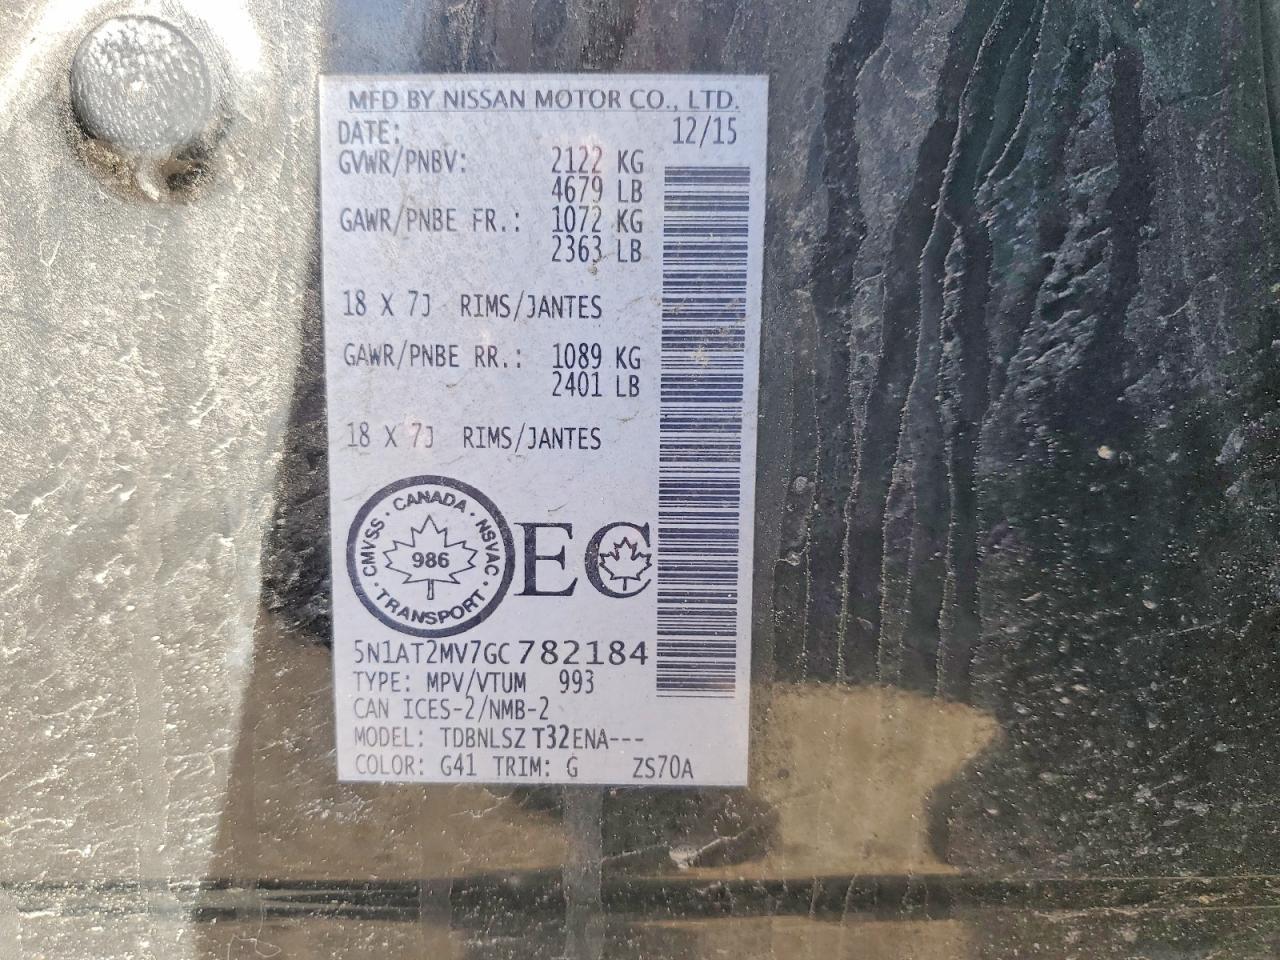 MFD BY NISSAN MOTOR CO., LTD.
DATE: 12/15
GVWR/PNBV: 2122 KG
4679 LB
GAWR/PNBE FR.: 1072 KG
2363 LB
18 X 7J RIMS/JANTES
GAWR/PNBE RR.: 1089 KG
2401 LB
18 X 7J RIMS/JANTES
CMVSS · CANADA · NSVAC · TRANSPORT ·
986
EC
5N1AT2MV7GC782184
TYPE: MPV/VTUM 993
CAN ICES-2/NMB-2
MODEL: TDBNLSZ T32ENA---
COLOR: G41 TRIM: G ZS70A